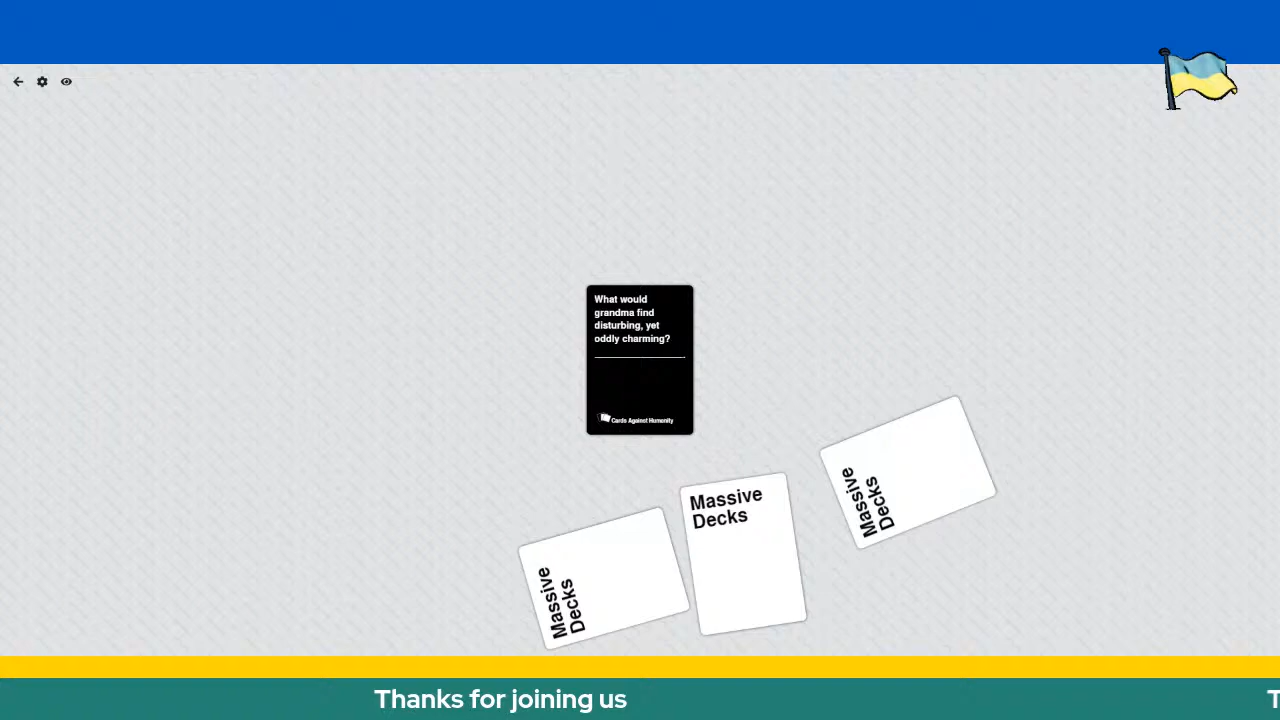 What would
grandma find
disturbing, yet
oddly charming?
Cards Against Humanity
Massive
Decks
Massive
Decks
Massive
Decks
Thanks for joining us
T